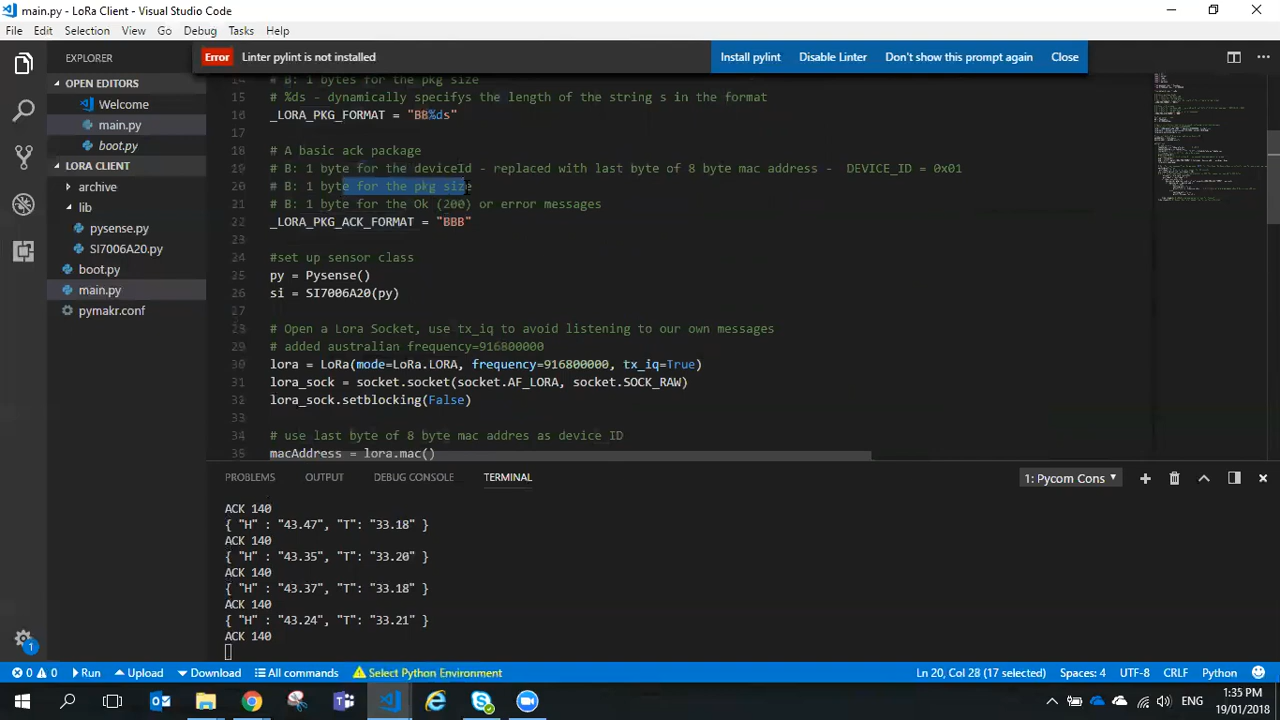 main.py - LoRa Client - Visual Studio Code
File Edit Selection View Go Debug Tasks Help
EXPLORER
Error Linter pylint is not installed Install pylint Disable Linter Don't show this prompt again Close
OPEN EDITORS
Welcome
main.py
boot.py
LORA CLIENT
archive
lib
pysense.py
SI7006A20.py
boot.py
main.py
pymakr.conf
14 # B: 1 bytes for the pkg size
15 # %ds - dynamically specify the length of the string s in the format
16 _LORA_PKG_FORMAT = "BB%ds"
17
18 # A basic ack package
19 # B: 1 byte for the deviceid - replaced with last byte of 8 byte mac address - DEVICE_ID = 0x01
20 # B: 1 byte for the pkg size
21 # B: 1 byte for the Ok (200) or error messages
22 _LORA_PKG_ACK_FORMAT = "BBB"
23
24 #set up sensor class
25 py = Pysense()
26 si = SI7006A20(py)
27
28 # Open a Lora Socket, use tx_iq to avoid listening to our own messages
29 # added australian frequency=916800000
30 lora = LoRa(mode=LoRa.LORA, frequency=916800000, tx_iq=True)
31 lora_sock = socket.socket(socket.AF_LORA, socket.SOCK_RAW)
32 lora_sock.setblocking(False)
33
34 # use last byte of 8 byte mac addres as device ID
35 macAddress = lora.mac()
PROBLEMS OUTPUT DEBUG CONSOLE TERMINAL 1: Pycom Cons
ACK 140
{ "H" : "43.47", "T": "33.18" }
ACK 140
{ "H" : "43.35", "T": "33.20" }
ACK 140
{ "H" : "43.37", "T": "33.18" }
ACK 140
{ "H" : "43.24", "T": "33.21" }
ACK 140
1
0 0 Run Upload Download All commands Select Python Environment Ln 20, Col 28 (17 selected) Spaces: 4 UTF-8 CRLF Python
ENG
1:35 PM
19/01/2018